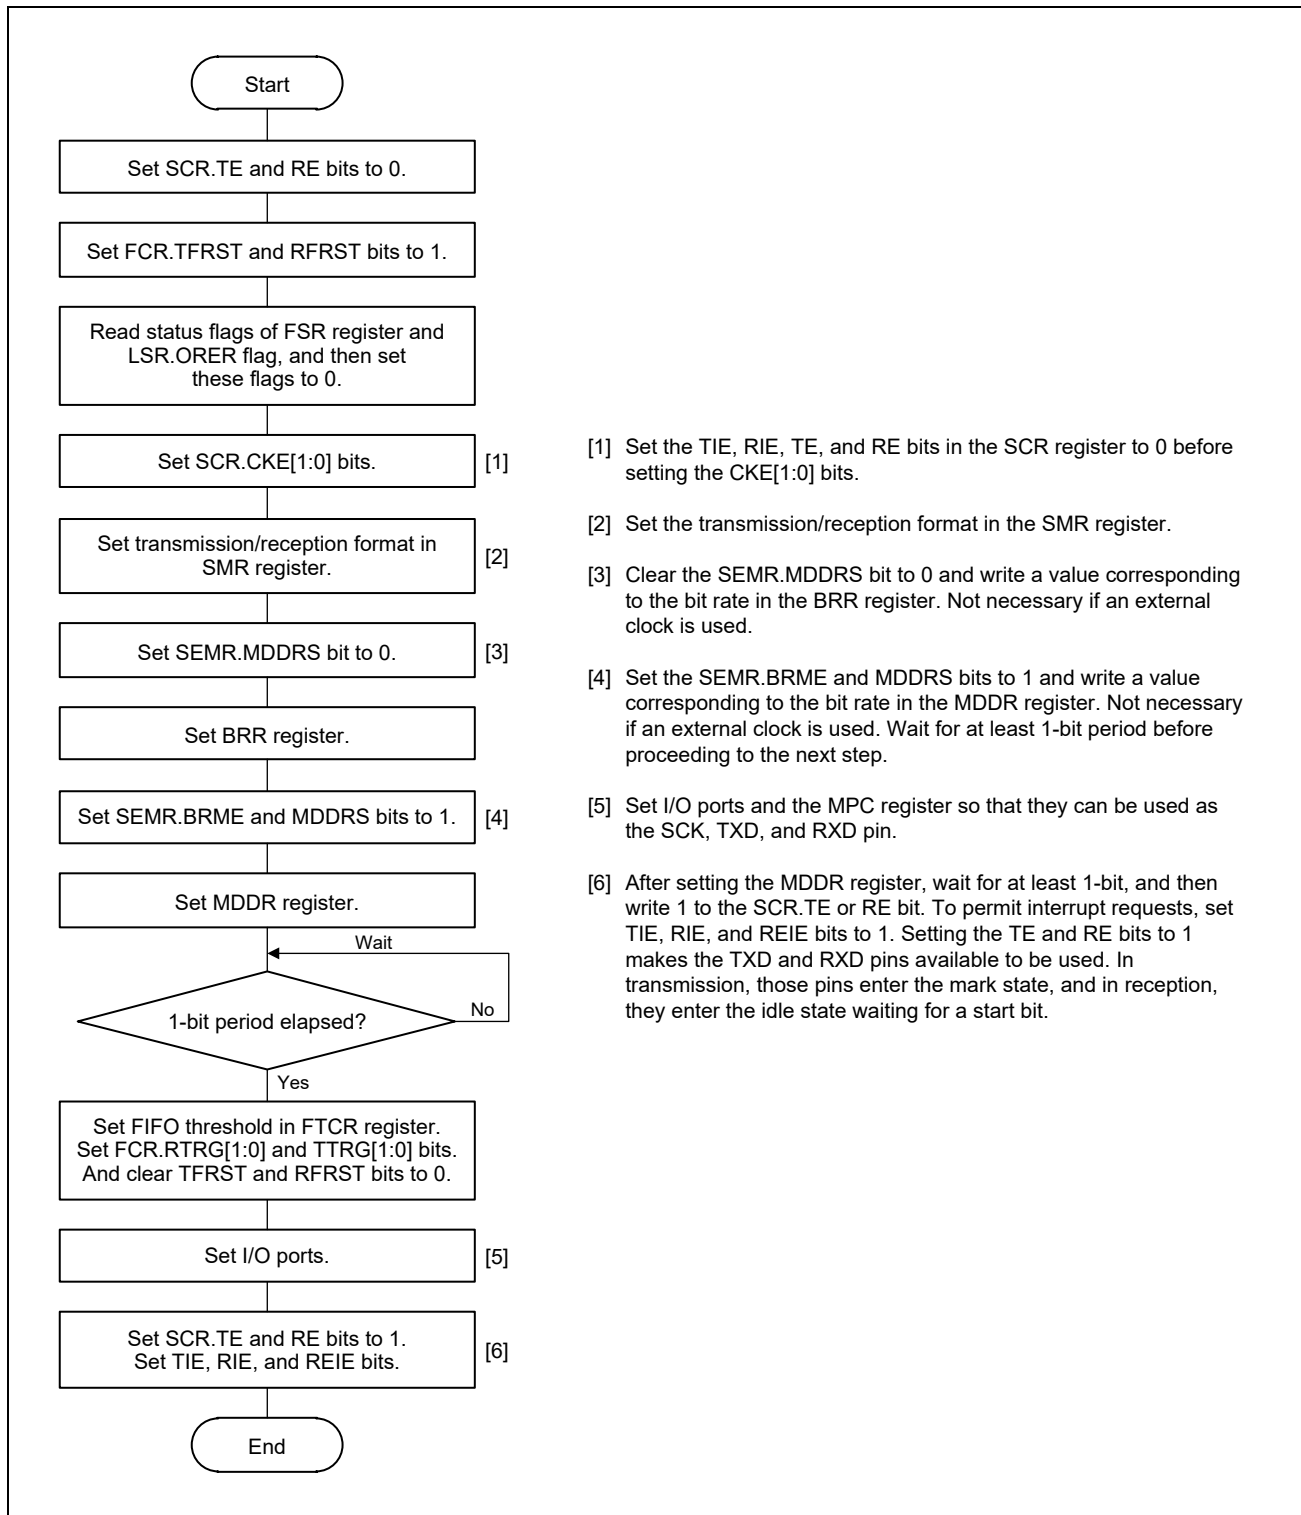 Start
Set SCR.TE and RE bits to 0.
Set FCR.TFRST and RFRST bits to 1.
Read status flags of FSR register and
LSR.ORER flag, and then set
these flags to 0.
Set SCR.CKE[1:0] bits.
[1]
Set transmission/reception format in
SMR register.
[2]
Set SEMR.MDDRS bit to 0.
[3]
Set BRR register.
Set SEMR.BRME and MDDRS bits to 1.
[4]
Set MDDR register.
Wait
1-bit period elapsed?
No
Yes
Set FIFO threshold in FTCR register.
Set FCR.RTRG[1:0] and TTRG[1:0] bits.
And clear TFRST and RFRST bits to 0.
Set I/O ports.
[5]
Set SCR.TE and RE bits to 1.
Set TIE, RIE, and REIE bits.
[6]
End
[1] Set the TIE, RIE, TE, and RE bits in the SCR register to 0 before
setting the CKE[1:0] bits.
[2] Set the transmission/reception format in the SMR register.
[3] Clear the SEMR.MDDRS bit to 0 and write a value corresponding
to the bit rate in the BRR register. Not necessary if an external
clock is used.
[4] Set the SEMR.BRME and MDDRS bits to 1 and write a value
corresponding to the bit rate in the MDDR register. Not necessary
if an external clock is used. Wait for at least 1-bit period before
proceeding to the next step.
[5] Set I/O ports and the MPC register so that they can be used as
the SCK, TXD, and RXD pin.
[6] After setting the MDDR register, wait for at least 1-bit, and then
write 1 to the SCR.TE or RE bit. To permit interrupt requests, set
TIE, RIE, and REIE bits to 1. Setting the TE and RE bits to 1
makes the TXD and RXD pins available to be used. In
transmission, those pins enter the mark state, and in reception,
they enter the idle state waiting for a start bit.